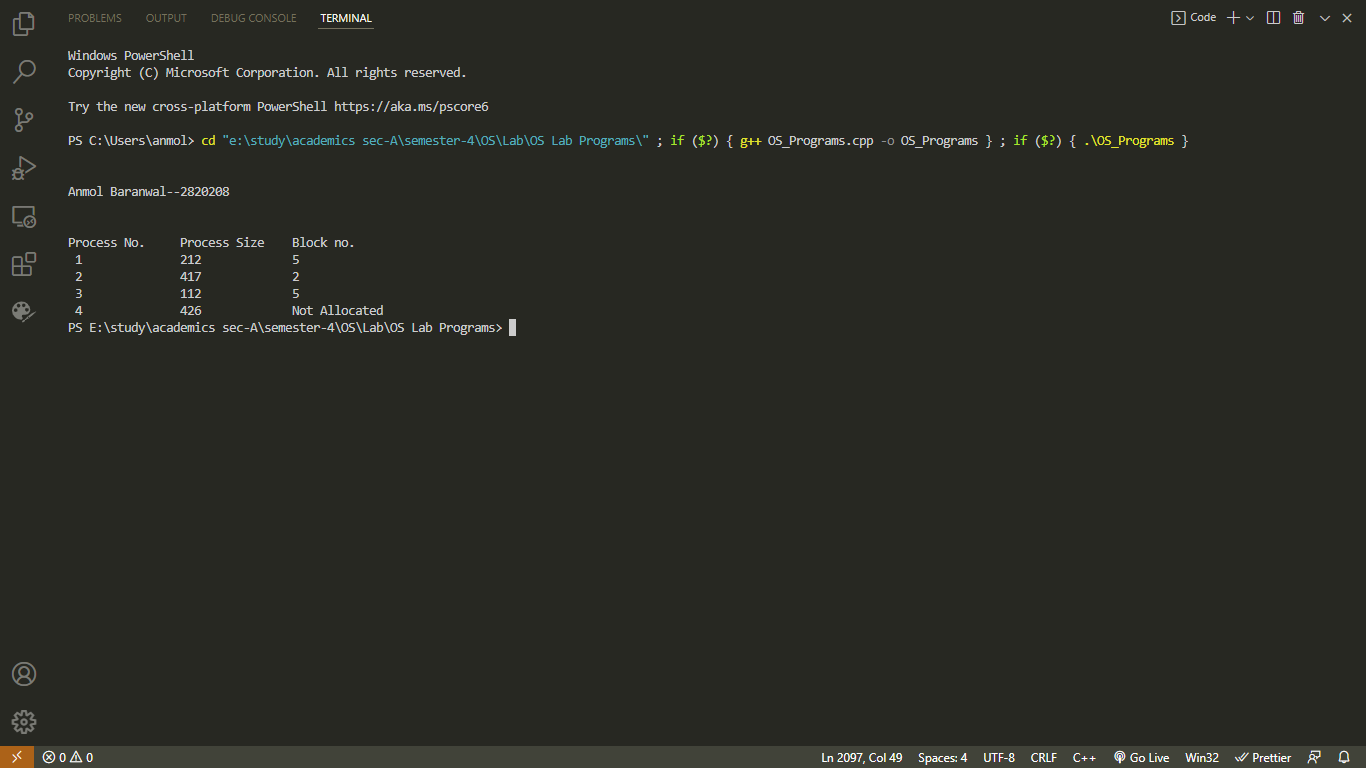 PROBLEMS OUTPUT DEBUG CONSOLE TERMINAL Code
Windows PowerShell
Copyright (C) Microsoft Corporation. All rights reserved.
Try the new cross-platform PowerShell https://aka.ms/pscore6
PS C:\Users\anmol> cd "e:\study\academics sec-A\semester-4\OS\Lab\OS Lab Programs\" ; if ($?) { g++ OS_Programs.cpp -o OS_Programs } ; if ($?) { .\OS_Programs }
Anmol Baranwal--2820208
Process No. Process Size Block no.
1 212 5
2 417 2
3 112 5
4 426 Not Allocated
PS E:\study\academics sec-A\semester-4\OS\Lab\OS Lab Programs>
0 0 Ln 2097, Col 49 Spaces: 4 UTF-8 CRLF C++ Go Live Win32 Prettier